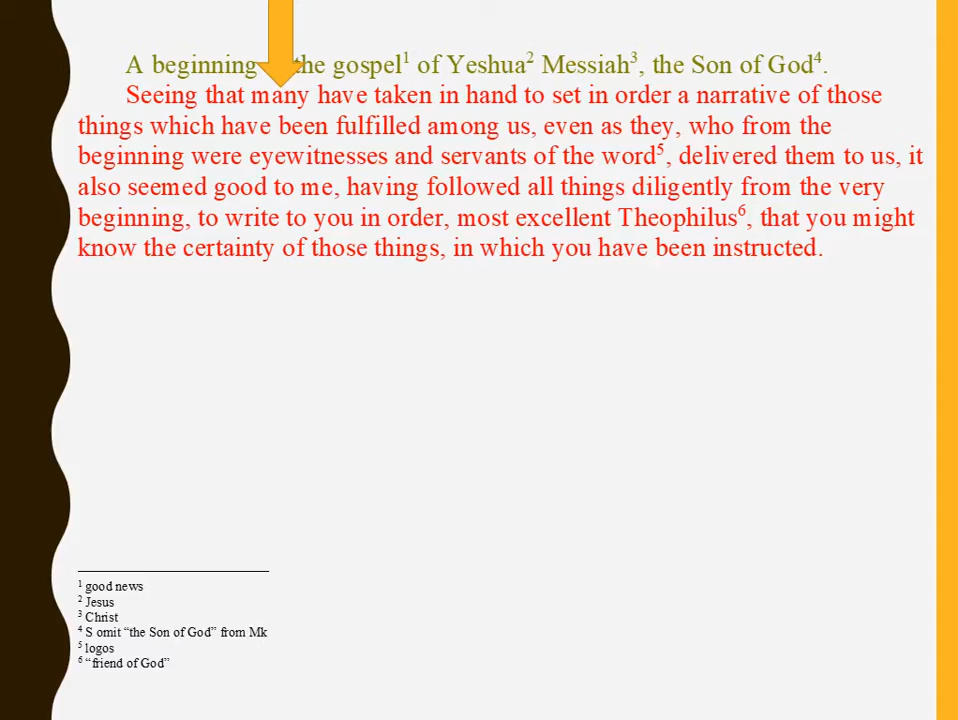 A beginning the gospel¹ of Yeshua² Messiah³, the Son of God⁴.
Seeing that many have taken in hand to set in order a narrative of those
things which have been fulfilled among us, even as they, who from the
beginning were eyewitnesses and servants of the word⁵, delivered them to us, it
also seemed good to me, having followed all things diligently from the very
beginning, to write to you in order, most excellent Theophilus⁶, that you might
know the certainty of those things, in which you have been instructed.
¹ good news
² Jesus
³ Christ
⁴ S omit “the Son of God” from Mk
⁵ logos
⁶ “friend of God”